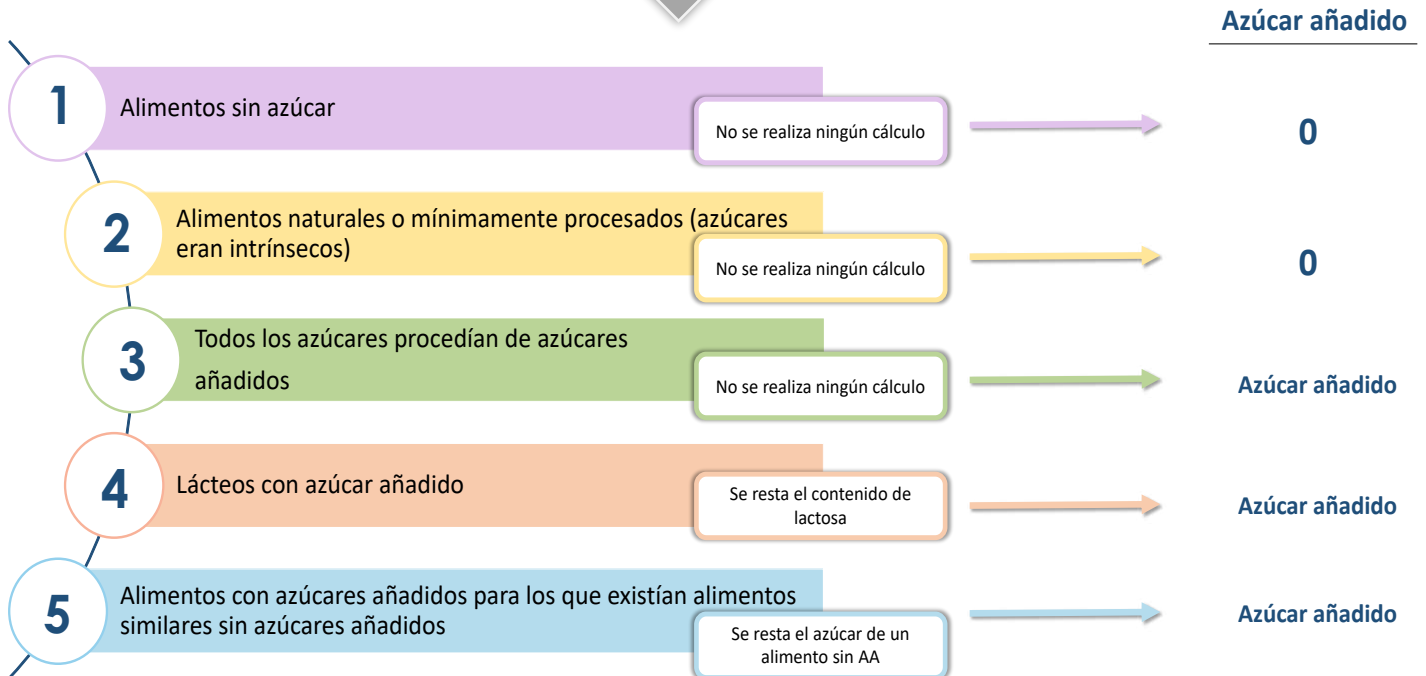 Azúcar añadido
1
Alimentos sin azúcar
No se realiza ningún cálculo
0
2
Alimentos naturales o mínimamente procesados (azúcares
eran intrínsecos)
No se realiza ningún cálculo
0
3
Todos los azúcares procedían de azúcares
añadidos
No se realiza ningún cálculo
Azúcar añadido
4
Lácteos con azúcar añadido
Se resta el contenido de
lactosa
Azúcar añadido
5
Alimentos con azúcares añadidos para los que existían alimentos
similares sin azúcares añadidos
Se resta el azúcar de un
alimento sin AA
Azúcar añadido